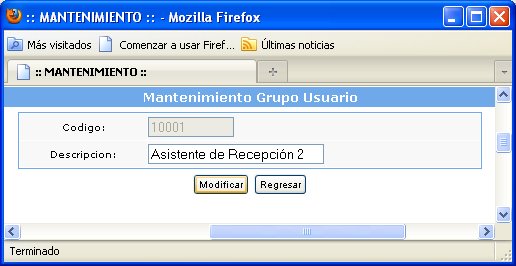 :: MANTENIMIENTO :: - Mozilla Firefox
Más visitados Comenzar a usar Firef... Últimas noticias
:: MANTENIMIENTO ::
Mantenimiento Grupo Usuario
Codigo: 10001
Descripcion: Asistente de Recepción 2
Modificar Regresar
Terminado